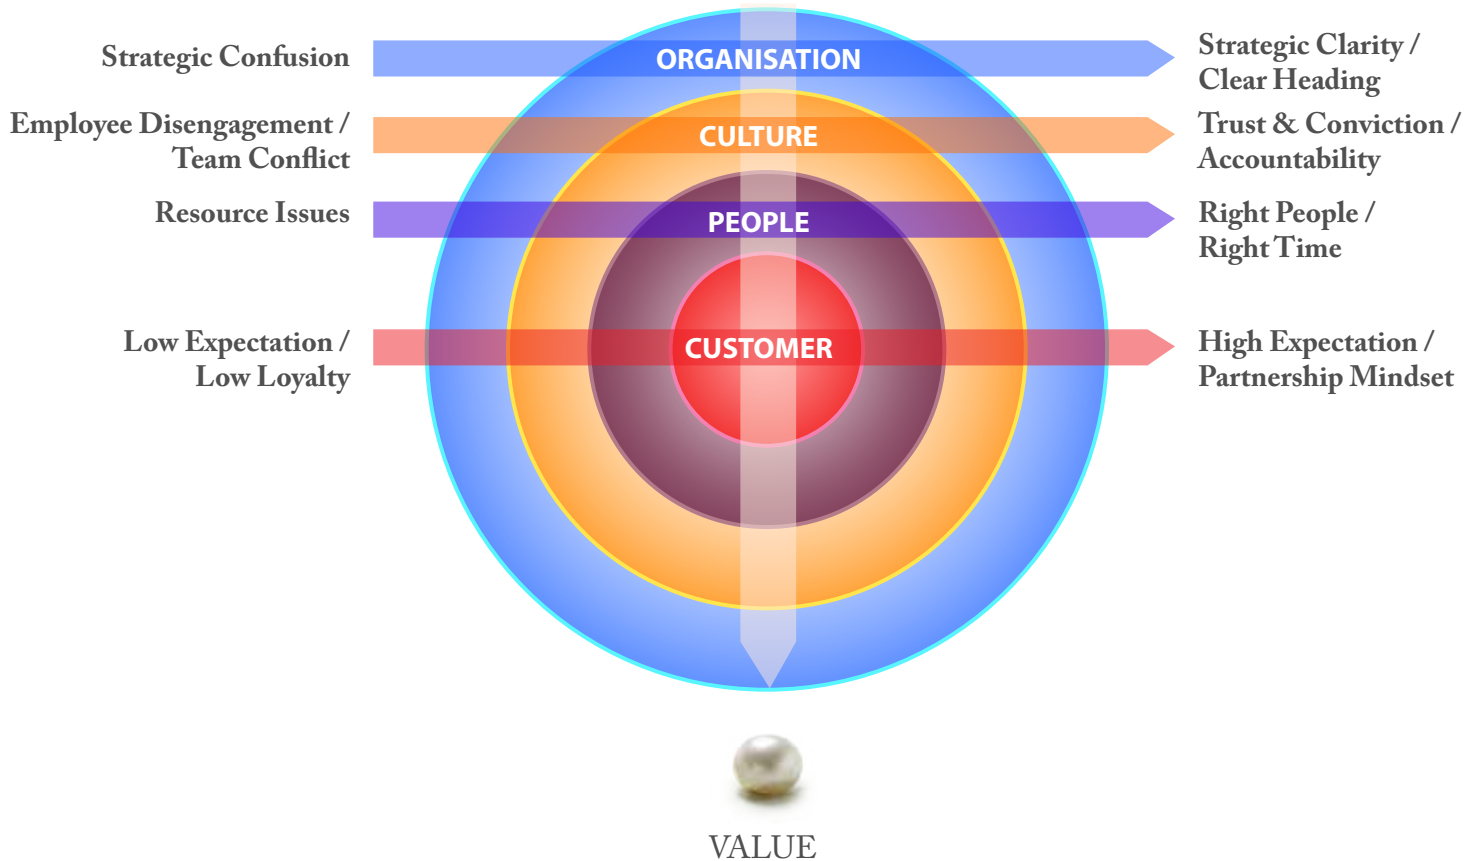 Strategic Confusion
ORGANISATION
Strategic Clarity /
Clear Heading
Employee Disengagement /
Team Conflict
CULTURE
Trust & Conviction /
Accountability
Resource Issues
PEOPLE
Right People /
Right Time
Low Expectation /
Low Loyalty
CUSTOMER
High Expectation /
Partnership Mindset
VALUE